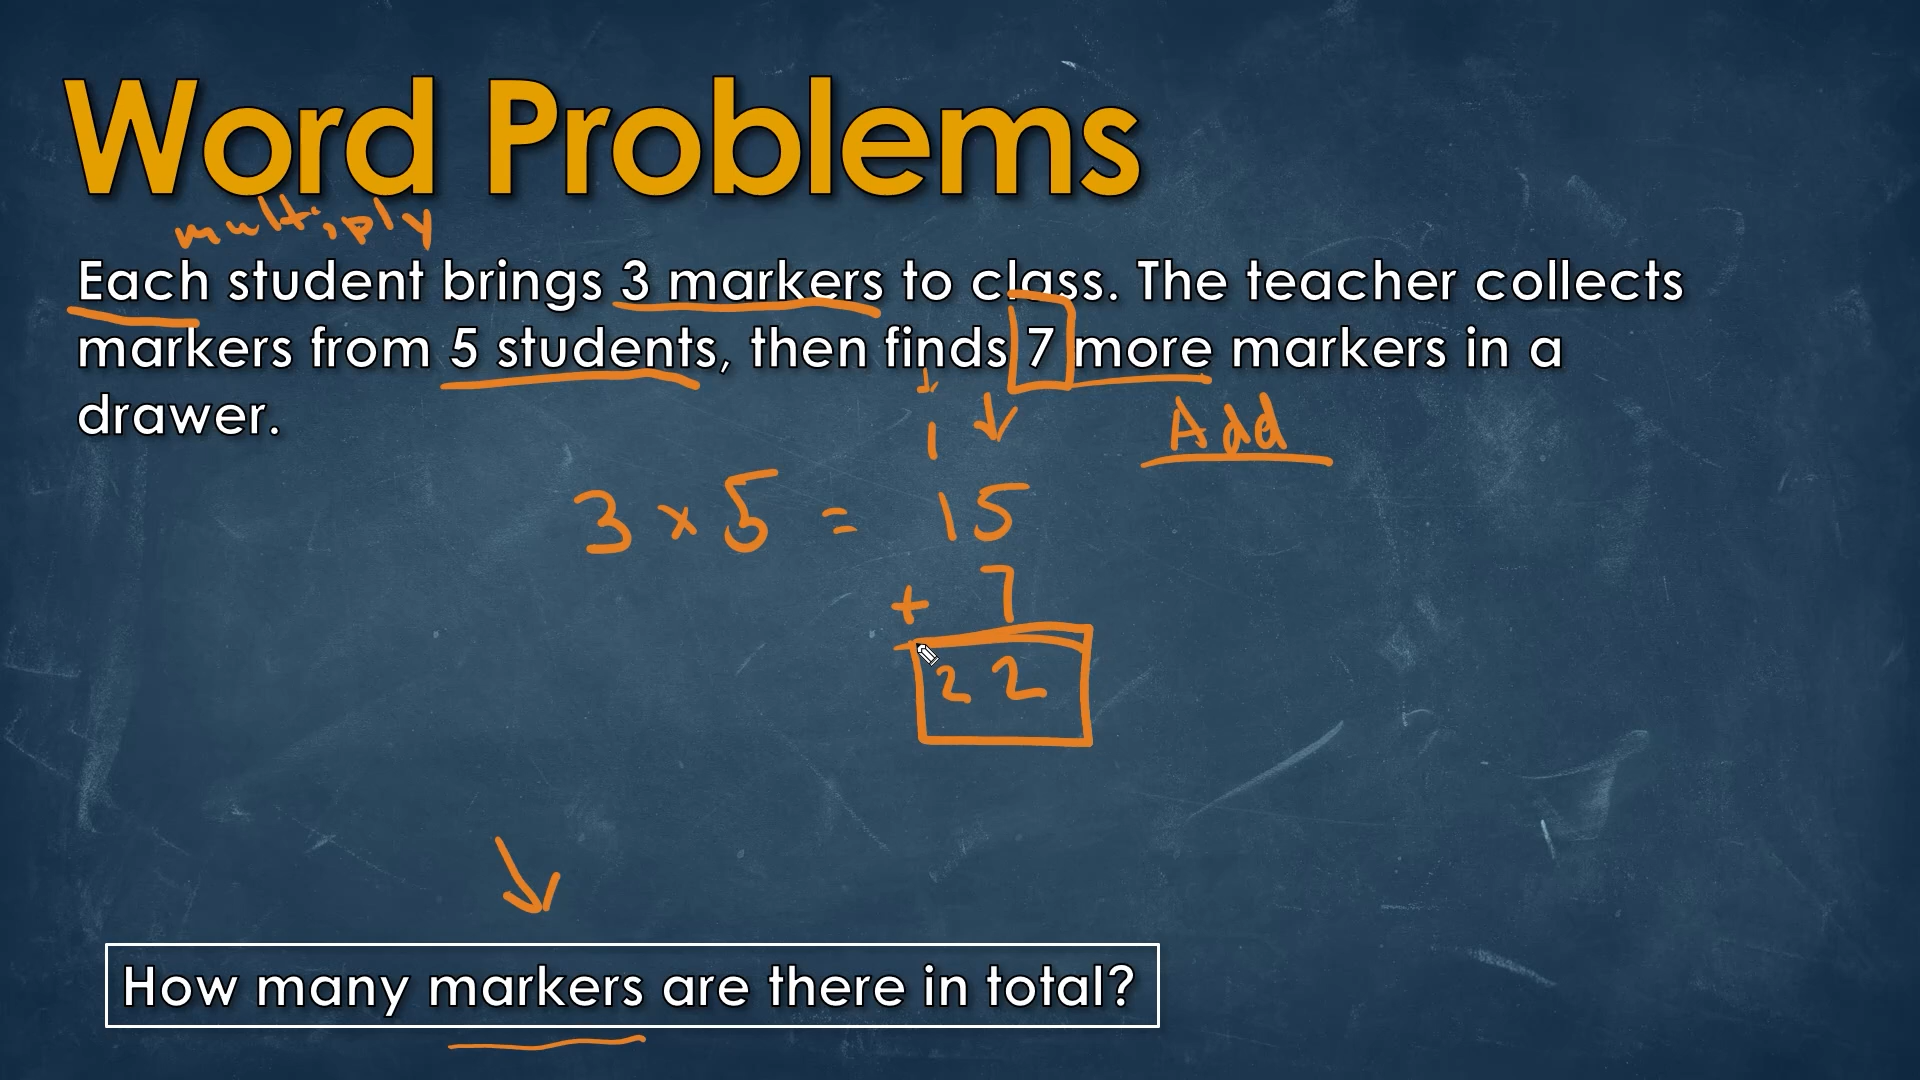 Word Problems
multiply
Each student brings 3 markers to class. The teacher collects
markers from 5 students, then finds 7 more markers in a
drawer.
Add
1
3 × 5 = 15
+ 7
22
How many markers are there in total?